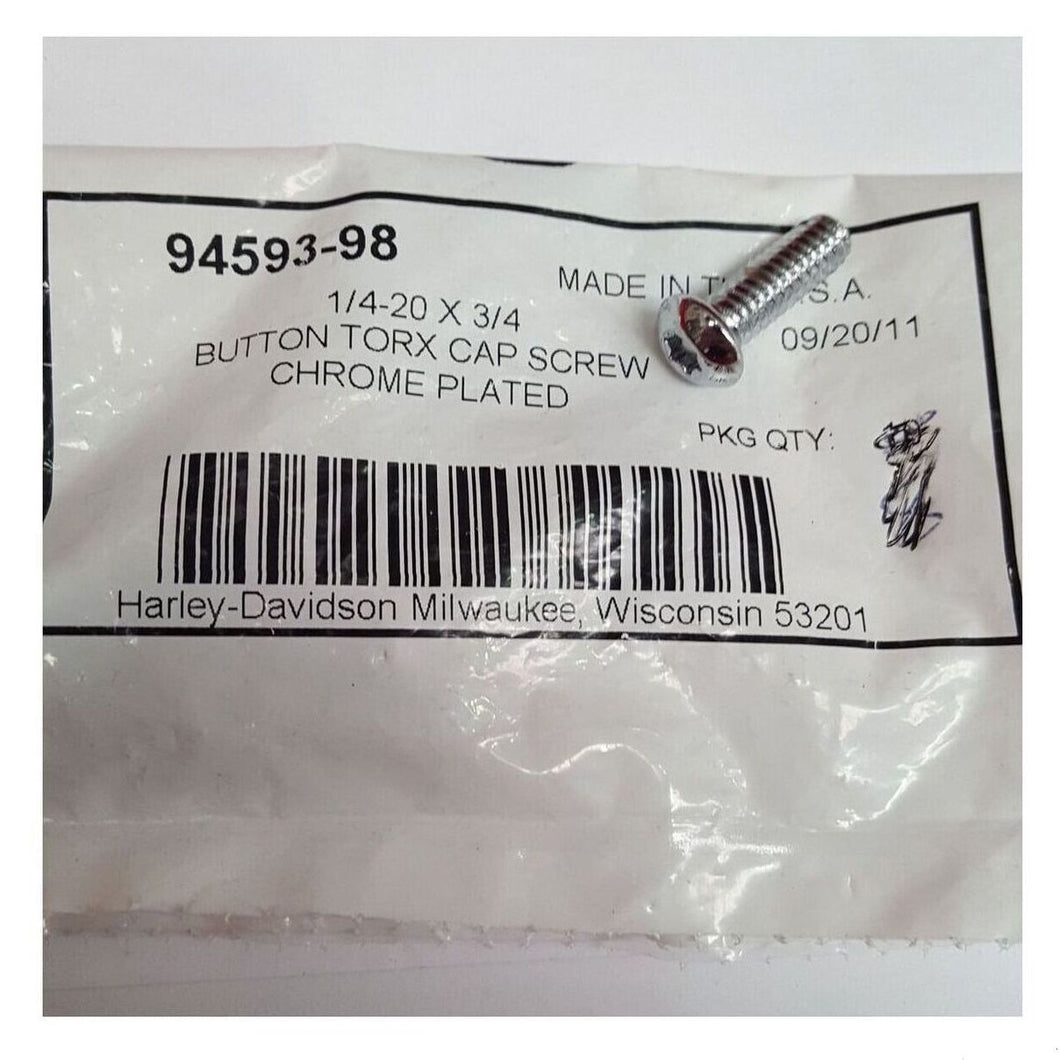 94593-98
1/4-20 X 3/4
BUTTON TORX CAP SCREW
CHROME PLATED
MADE IN T S.A.
09/20/11
PKG QTY:
Harley-Davidson Milwaukee, Wisconsin 53201